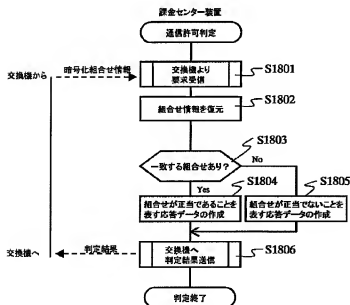 課金センター装置
通信許可判定
交換機から
暗号化組合せ情報
交換機より
要求受信
S1801
組合せ情報を復元
S1802
一致する組合せあり?
S1803
No
Yes
S1804
S1805
組合せが正当であることを
表す応答データの作成
組合せが正当でないことを
表す応答データの作成
交換機へ
判定結果
交換機へ
判定結果送信
S1806
判定終了